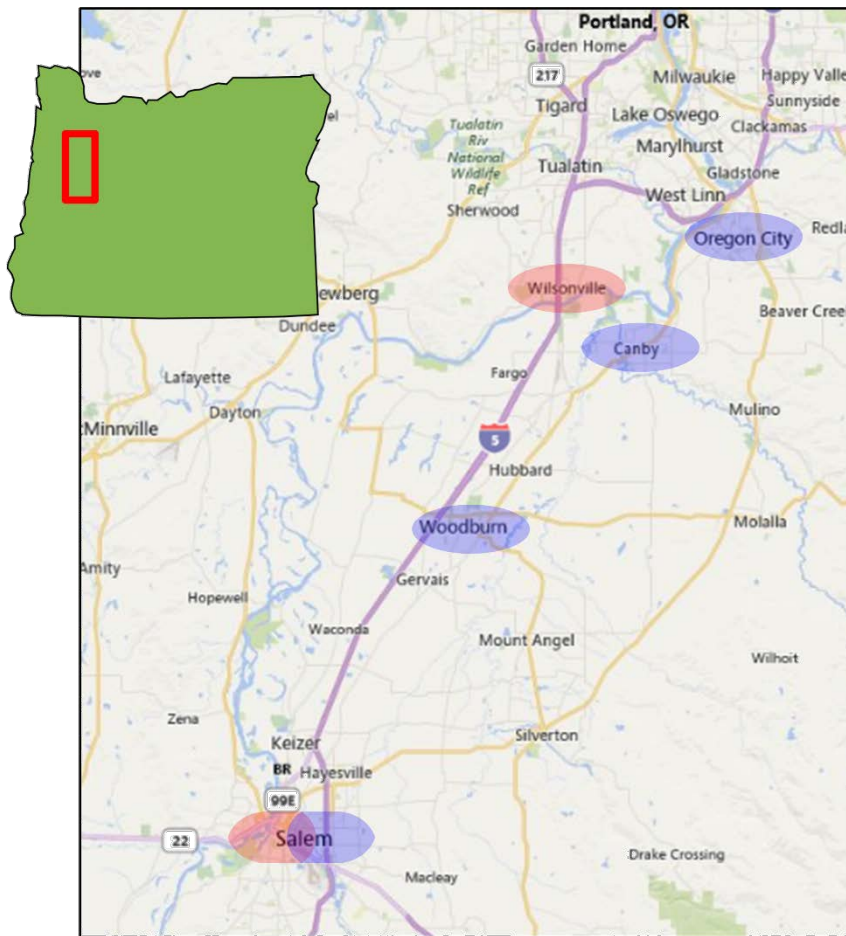 Portland, OR
Garden Home
217
Milwaukie
Happy Valle
Sunnyside
ove
el
Tigard
Lake Oswego
Clackamas
Tualatin
Riv
National
Wildlife
Ref
Marylhurst
Tualatin
Gladstone
West Linn
Sherwood
Oregon City
Redla
Wilsonville
ewberg
Beaver Cree
Dundee
Canby
Fargo
Lafayette
Dayton
Mulino
Minnville
5
Hubbard
Woodburn
Molalla
Amity
Gervais
Hopewell
Waconda
Mount Angel
Wilhoit
Zena
Silverton
Keizer
BR
Hayesville
99E
22
Salem
Drake Crossing
Macleay